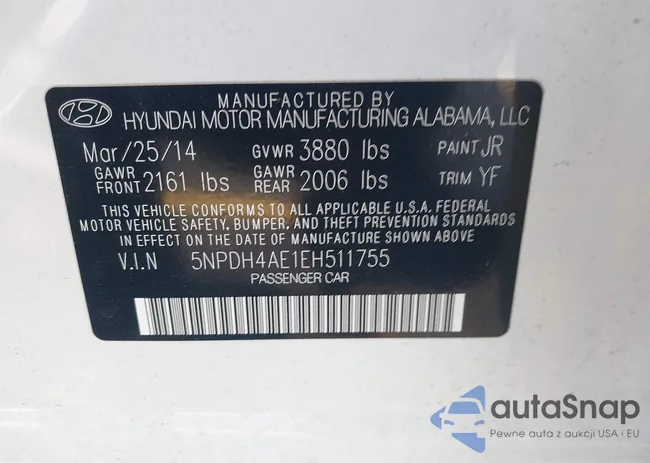 MANUFACTURED BY
HYUNDAI MOTOR MANUFACTURING ALABAMA, LLC
Mar/25/14 GVWR 3880 lbs PAINT JR
GAWR FRONT 2161 lbs GAWR REAR 2006 lbs TRIM YF
THIS VEHICLE CONFORMS TO ALL APPLICABLE U.S.A. FEDERAL
MOTOR VEHICLE SAFETY, BUMPER, AND THEFT PREVENTION STANDARDS
IN EFFECT ON THE DATE OF MANUFACTURE SHOWN ABOVE.
V.I.N 5NPDH4AE1EH511755
PASSENGER CAR
autaSnap
Pewne auta z aukcji USA i EU